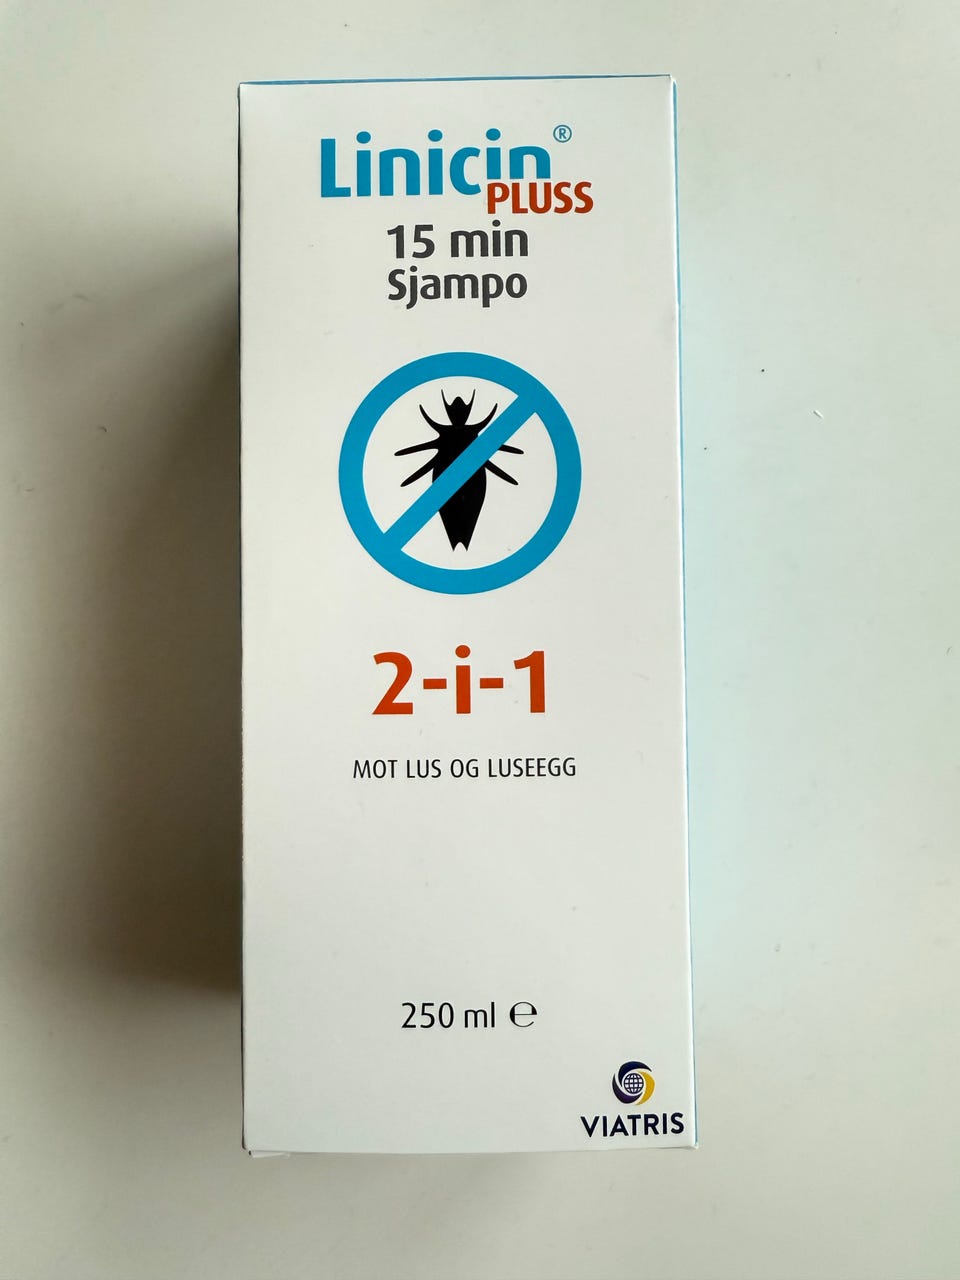 Linicin®
PLUSS
15 min
Sjampo
2-i-1
MOT LUS OG LUSEEGG
250 ml ℮
VIATRIS